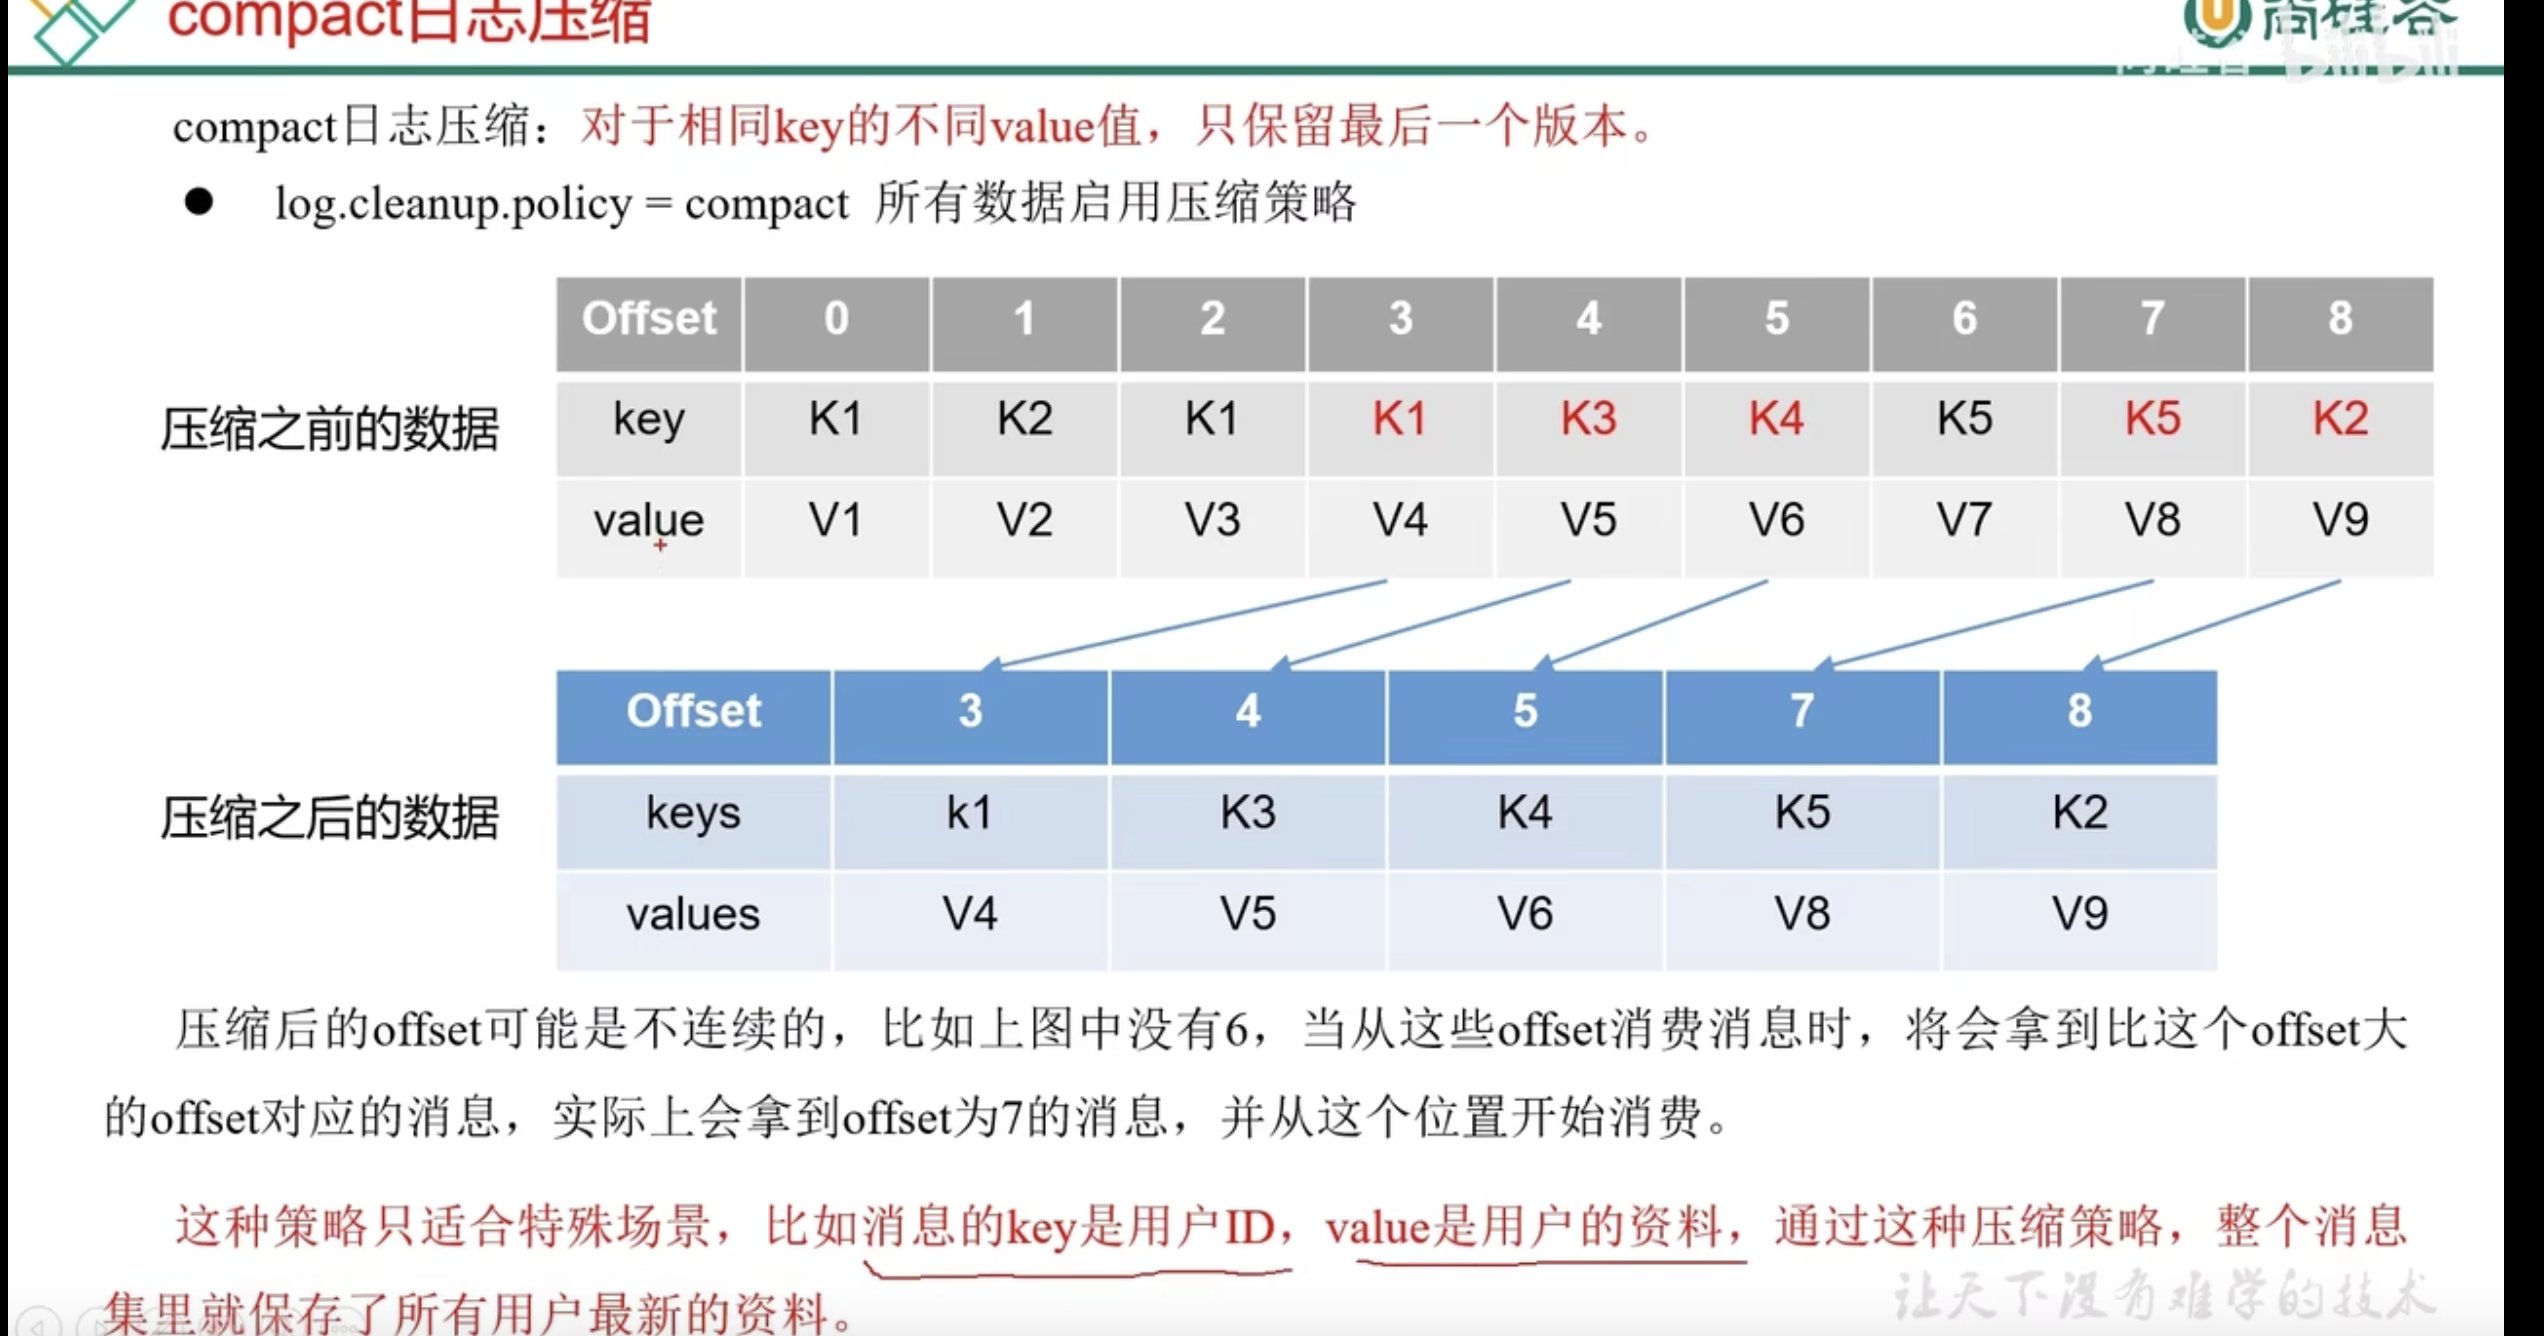 compact日志压缩
尚硅谷
bilibili
compact日志压缩：对于相同key的不同value值，只保留最后一个版本。
● log.cleanup.policy = compact 所有数据启用压缩策略
Offset 0 1 2 3 4 5 6 7 8
压缩之前的数据 key K1 K2 K1 K1 K3 K4 K5 K5 K2
value V1 V2 V3 V4 V5 V6 V7 V8 V9
Offset 3 4 5 7 8
压缩之后的数据 keys k1 K3 K4 K5 K2
values V4 V5 V6 V8 V9
压缩后的offset可能是不连续的，比如上图中没有6，当从这些offset消费消息时，将会拿到比这个offset大
的offset对应的消息，实际上会拿到offset为7的消息，并从这个位置开始消费。
这种策略只适合特殊场景，比如消息的key是用户ID，value是用户的资料，通过这种压缩策略，整个消息
集里就保存了所有用户最新的资料。
让天下没有难学的技术